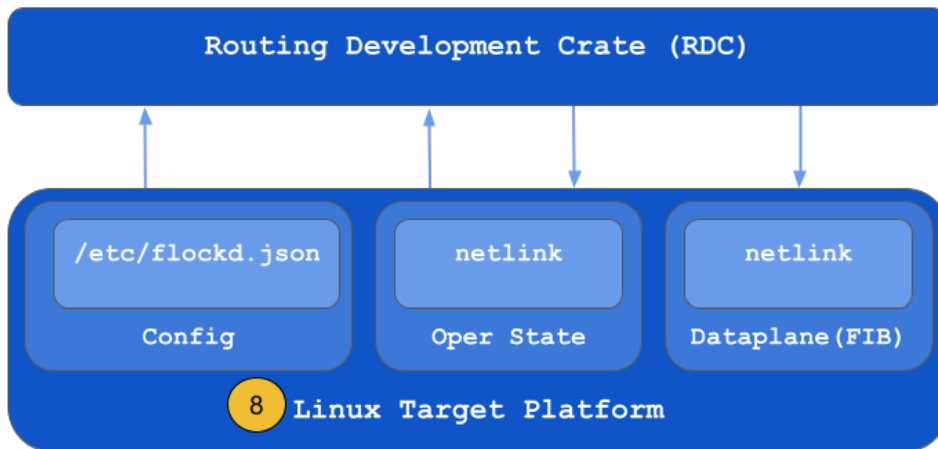 Routing Development Crate (RDC)
/etc/flockd.json
netlink
netlink
Config
Oper State
Dataplane(FIB)
8
Linux Target Platform